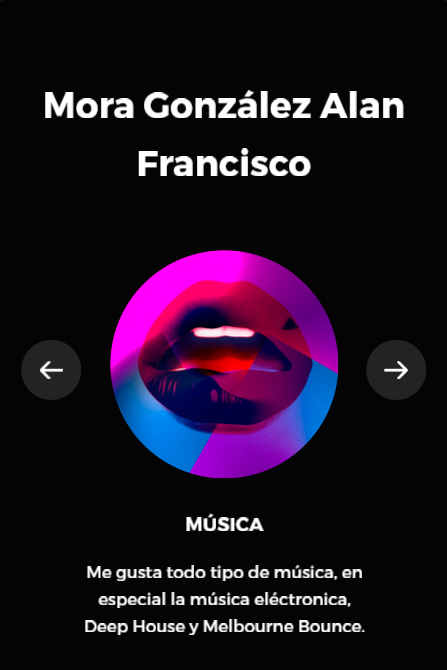 Mora González Alan
Francisco
MÚSICA
Me gusta todo tipo de música, en
especial la música eléctronica,
Deep House y Melbourne Bounce.